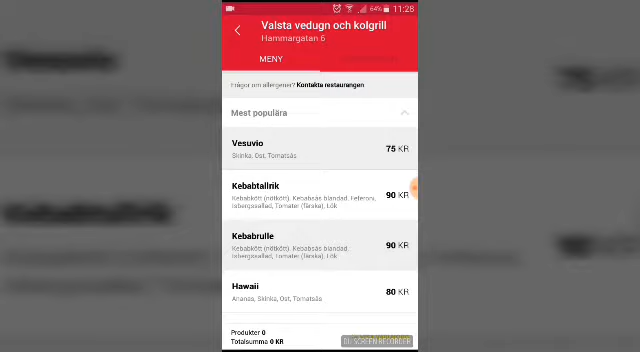 64% 11:28
Valsta vedugn och kolgrill
Hammargatan 6
MENY
Frågor om allergener? Kontakta restaurangen
Mest populära
Vesuvio
75 KR
Skinka, Ost, Tomatsås
Kebabtallrik
90 KR
Kebabkött (nötkött), Kebabsås blandad, Feferoni,
Isbergssallad, Tomater (färska), Lök
Kebabrulle
90 KR
Kebabkött (nötkött), Kebabsås blandad,
Isbergssallad, Tomater (färska), Lök
Hawaii
80 KR
Ananas, Skinka, Ost, Tomatsås
Produkter 0
Totalsumma 0 KR
DU SCREEN RECORDER